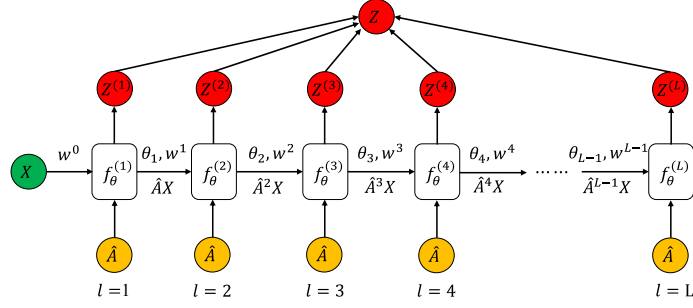 Z
Z^(1) Z^(2) Z^(3) Z^(4) Z^(L)
X w^0 f_θ^(1) θ_1, w^1 f_θ^(2) θ_2, w^2 f_θ^(3) θ_3, w^3 f_θ^(4) θ_4, w^4 ⋯⋯ θ_{L−1}, w^{L−1} f_θ^(L)
ÂX Â^2X Â^3X Â^4X Â^{L−1}X
Â Â Â Â Â
l = 1 l = 2 l = 3 l = 4 l = L